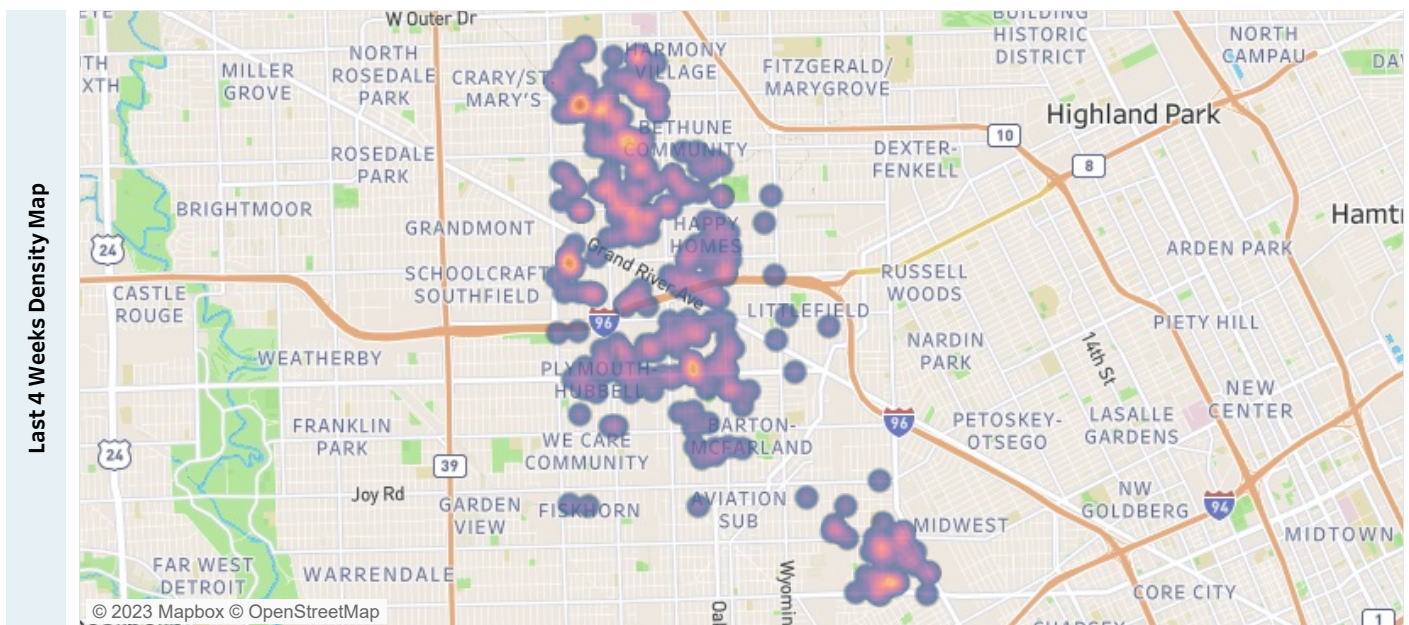 Last 4 Weeks Density Map
W Outer Dr
BUILDING
HISTORIC
DISTRICT
NORTH
CAMPAU
NORTH
ROSEDALE
PARK
MILLER
GROVE
CRARY/ST.
MARY'S
HARMONY
VILLAGE
FITZGERALD/
MARYGROVE
Highland Park
10
8
BETHUNE
COMMUNITY
DEXTER-
FENKELL
ROSEDALE
PARK
BRIGHTMOOR
GRANDMONT
HAPPY
HOMES
ARDEN PARK
24
Grand River Ave
SCHOOLCRAFT
SOUTHFIELD
RUSSELL
WOODS
CASTLE
ROUGE
96
LITTLEFIELD
PIETY HILL
WEATHERBY
PLYMOUTH-
HUBBELL
NARDIN
PARK
14th St
NEW
CENTER
FRANKLIN
PARK
WE CARE
COMMUNITY
BARTON-
MCFARLAND
96
PETOSKEY-
OTSEGO
LASALLE
GARDENS
24
39
Joy Rd
GARDEN
VIEW
FISKHORN
AVIATION
SUB
MIDWEST
NW
GOLDBERG
94
MIDTOWN
FAR WEST
DETROIT
WARRENDALE
CORE CITY
1
© 2023 Mapbox © OpenStreetMap